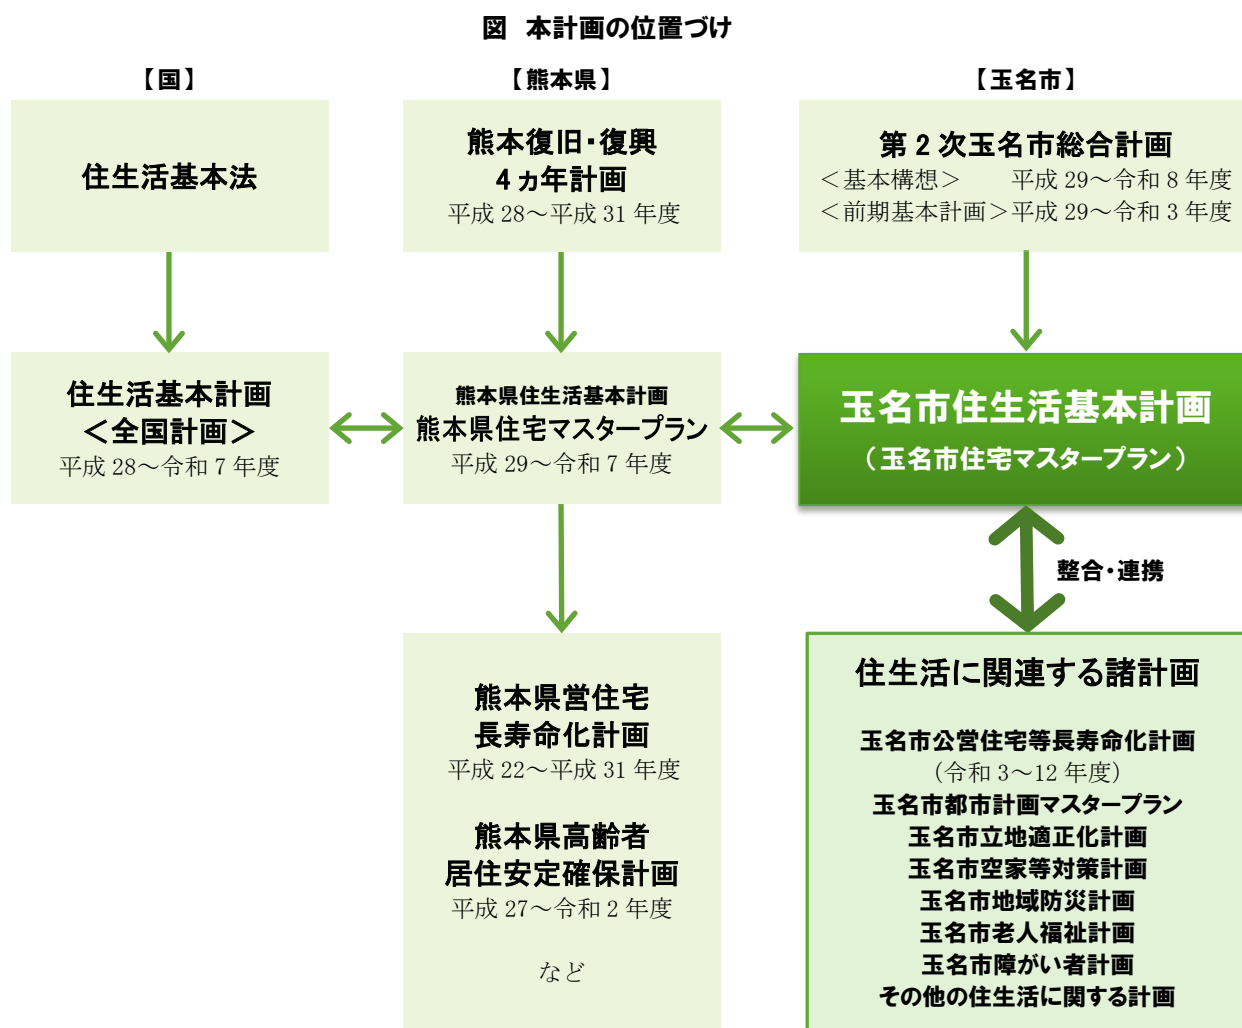 図 本計画の位置づけ
【国】
【熊本県】
【玉名市】
住生活基本法
熊本復旧・復興
4ヵ年計画
平成 28～平成 31 年度
第 2 次玉名市総合計画
＜基本構想＞ 平成 29～令和 8 年度
＜前期基本計画＞平成 29～令和 3 年度
住生活基本計画
＜全国計画＞
平成 28～令和 7 年度
熊本県住生活基本計画
熊本県住宅マスタープラン
平成 29～令和 7 年度
玉名市住生活基本計画
（玉名市住宅マスタープラン）
整合・連携
熊本県営住宅
長寿命化計画
平成 22～平成 31 年度
熊本県高齢者
居住安定確保計画
平成 27～令和 2 年度
など
住生活に関連する諸計画
玉名市公営住宅等長寿命化計画
（令和 3～12 年度）
玉名市都市計画マスタープラン
玉名市立地適正化計画
玉名市空家等対策計画
玉名市地域防災計画
玉名市老人福祉計画
玉名市障がい者計画
その他の住生活に関する計画